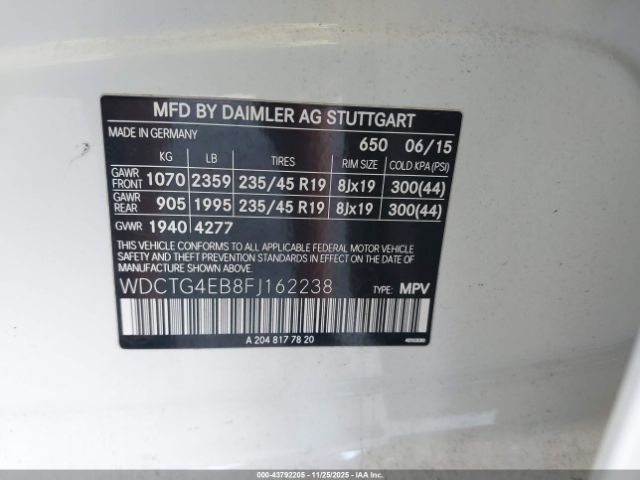 MFD BY DAIMLER AG STUTTGART
MADE IN GERMANY 650 06/15
KG LB TIRES RIM SIZE COLD KPA(PSI)
GAWR FRONT 1070 2359 235/45 R19 8Jx19 300(44)
GAWR REAR 905 1995 235/45 R19 8Jx19 300(44)
GWR 1940 4277
THIS VEHICLE CONFORMS TO ALL APPLICABLE FEDERAL MOTOR VEHICLE
SAFETY AND THEFT PREVENTION STANDARDS IN EFFECT ON THE DATE OF
MANUFACTURE SHOWN ABOVE.
WDCTG4EB8FJ162238 TYPE: MPV
A 204 817 78 20
000-43792205 - 11/25/2025 - IAA Inc.